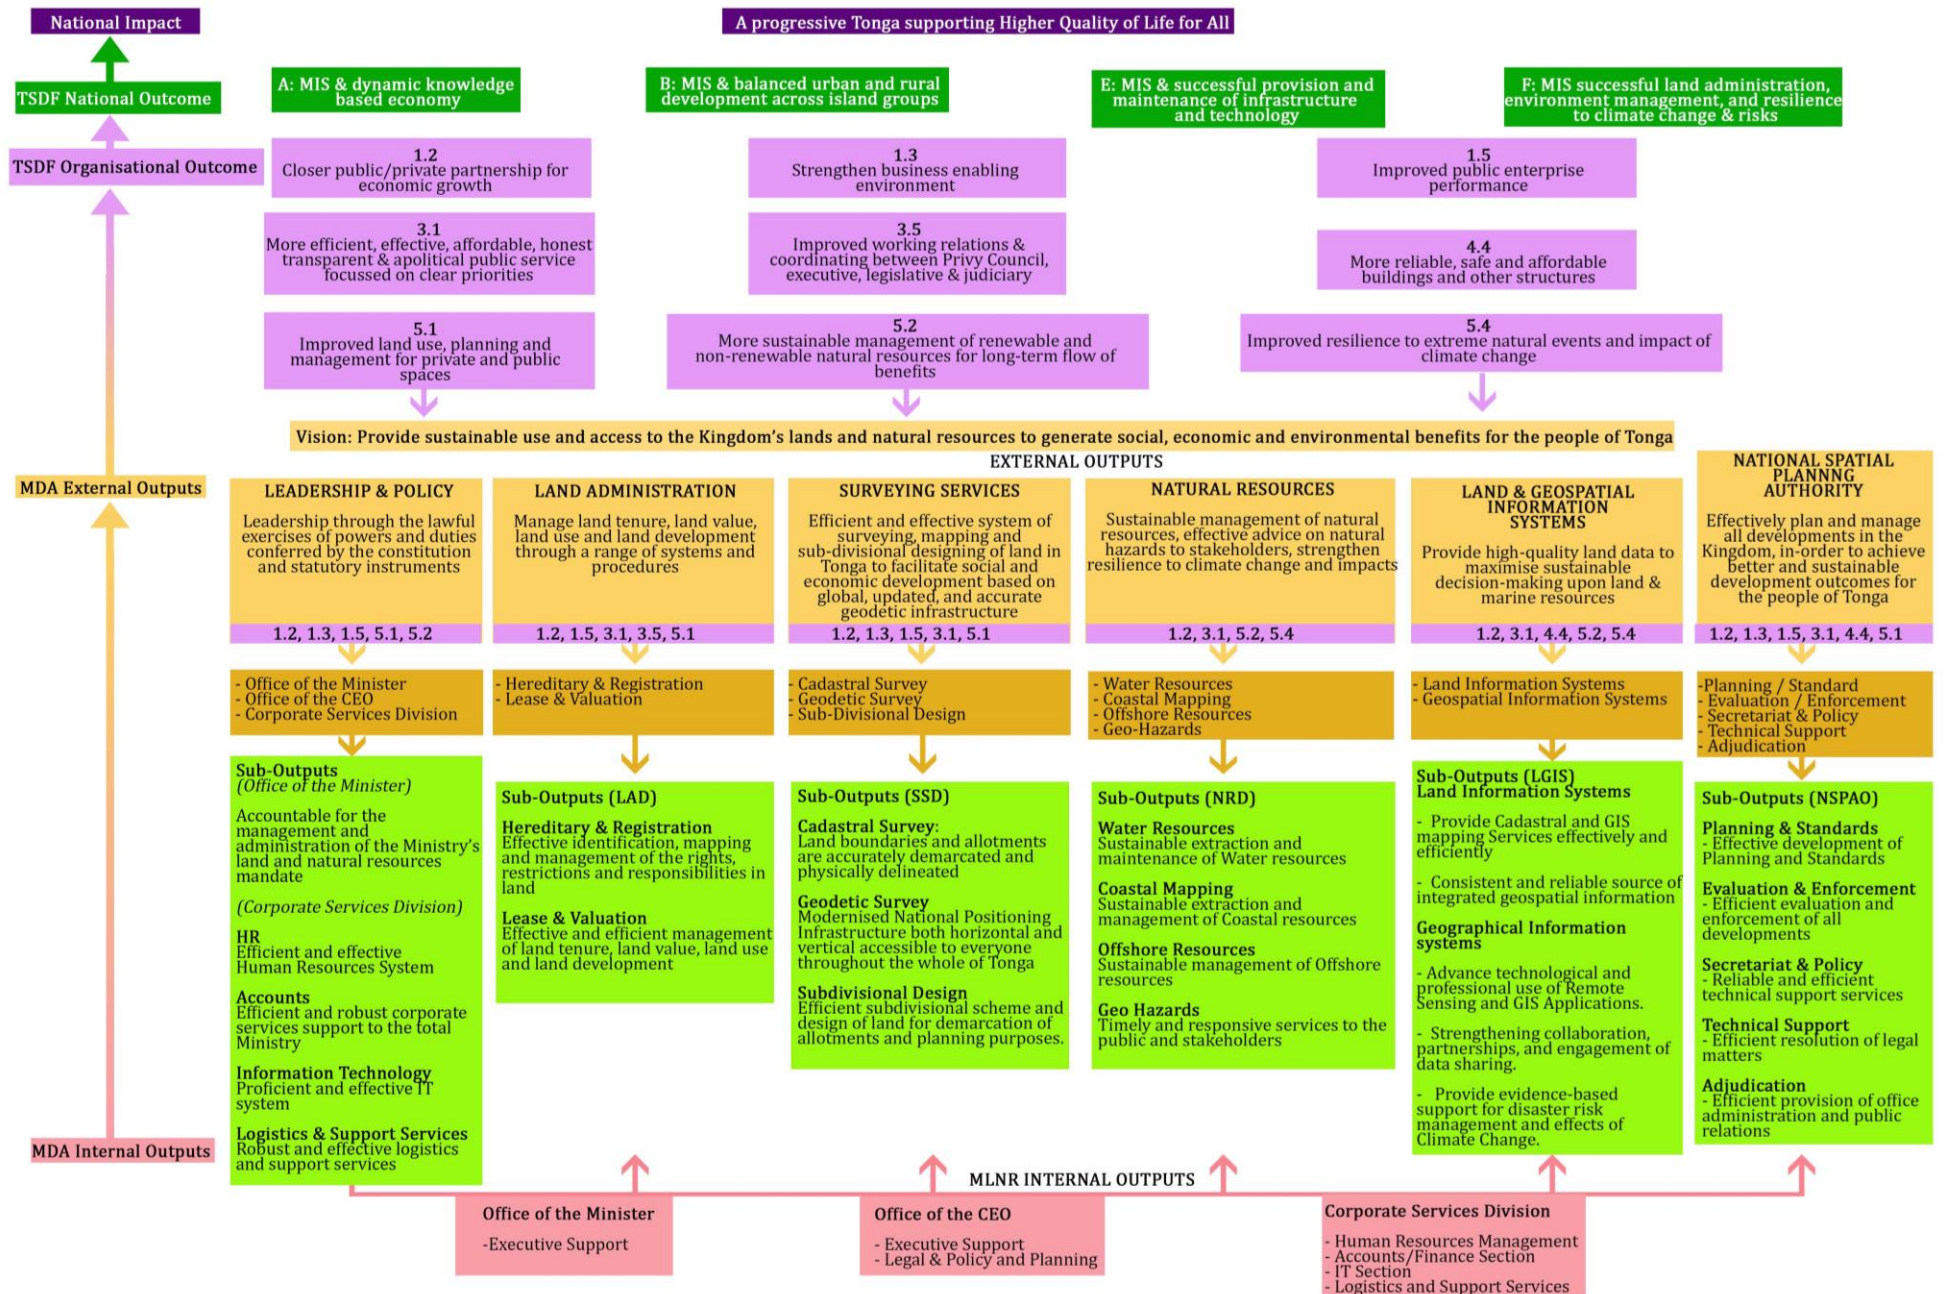 National Impact
A progressive Tonga supporting Higher Quality of Life for All
TSDF National Outcome
A: MIS & dynamic knowledge
based economy
B: MIS & balanced urban and rural
development across island groups
E: MIS & successful provision and
maintenance of infrastructure
and technology
F: MIS successful land administration,
environment management, and resilience
to climate change & risks
TSDF Organisational Outcome
1.2
Closer public/private partnership for
economic growth
1.3
Strengthen business enabling
environment
1.5
Improved public enterprise
performance
3.1
More efficient, effective, affordable, honest
transparent & apolitical public service
focussed on clear priorities
3.5
Improved working relations &
coordinating between Privy Council,
executive, legislative & judiciary
4.4
More reliable, safe and affordable
buildings and other structures
5.1
Improved land use, planning and
management for private and public
spaces
5.2
More sustainable management of renewable and
non-renewable natural resources for long-term flow of
benefits
5.4
Improved resilience to extreme natural events and impact of
climate change
Vision: Provide sustainable use and access to the Kingdom's lands and natural resources to generate social, economic and environmental benefits for the people of Tonga
EXTERNAL OUTPUTS
MDA External Outputs
LEADERSHIP & POLICY
Leadership through the lawful
exercises of powers and duties
conferred by the constitution
and statutory instruments
1.2, 1.3, 1.5, 5.1, 5.2
LAND ADMINISTRATION
Manage land tenure, land value,
land use and land development
through a range of systems and
procedures
1.2, 1.5, 3.1, 3.5, 5.1
SURVEYING SERVICES
Efficient and effective system of
surveying, mapping and
sub-divisional designing of land in
Tonga to facilitate social and
economic development based on
global, updated, and accurate
geodetic infrastructure
1.2, 1.3, 1.5, 3.1, 5.1
NATURAL RESOURCES
Sustainable management of natural
resources, effective advice on natural
hazards to stakeholders, strengthen
resilience to climate change and impacts
1.2, 3.1, 5.2, 5.4
LAND & GEOSPATIAL
INFORMATION
SYSTEMS
Provide high-quality land data to
maximise sustainable
decision-making upon land &
marine resources
1.2, 3.1, 4.4, 5.2, 5.4
NATIONAL SPATIAL
PLANNNG
AUTHORITY
Effectively plan and manage
all developments in the
Kingdom, in-order to achieve
better and sustainable
development outcomes for
the people of Tonga
1.2, 1.3, 1.5, 3.1, 4.4, 5.1
- Office of the Minister
- Office of the CEO
- Corporate Services Division
- Hereditary & Registration
- Lease & Valuation
- Cadastral Survey
- Geodetic Survey
- Sub-Divisional Design
- Water Resources
- Coastal Mapping
- Offshore Resources
- Geo-Hazards
- Land Information Systems
- Geospatial Information Systems
-Planning / Standard
- Evaluation / Enforcement
- Secretariat & Policy
- Technical Support
- Adjudication
Sub-Outputs
(Office of the Minister)
Accountable for the
management and
administration of the Ministry's
land and natural resources
mandate
(Corporate Services Division)
HR
Efficient and effective
Human Resources System
Accounts
Efficient and robust corporate
services support to the total
Ministry
Information Technology
Proficient and effective IT
system
Logistics & Support Services
Robust and effective logistics
and support services
Sub-Outputs (LAD)
Hereditary & Registration
Effective identification, mapping
and management of the rights,
restrictions and responsibilities in
land
Lease & Valuation
Effective and efficient management
of land tenure, land value, land use
and land development
Sub-Outputs (SSD)
Cadastral Survey:
Land boundaries and allotments
are accurately demarcated and
physically delineated
Geodetic Survey
Modernised National Positioning
Infrastructure both horizontal and
vertical accessible to everyone
throughout the whole of Tonga
Subdivisional Design
Efficient subdivisional scheme and
design of land for demarcation of
allotments and planning purposes.
Sub-Outputs (NRD)
Water Resources
Sustainable extraction and
maintenance of Water resources
Coastal Mapping
Sustainable extraction and
management of Coastal resources
Offshore Resources
Sustainable management of Offshore
resources
Geo Hazards
Timely and responsive services to the
public and stakeholders
Sub-Outputs (LGIS)
Land Information Systems
- Provide Cadastral and GIS
mapping Services effectively and
efficiently
- Consistent and reliable source of
integrated geospatial information
Geographical Information
systems
- Advance technological and
professional use of Remote
Sensing and GIS Applications.
- Strengthening collaboration,
partnerships, and engagement of
data sharing.
- Provide evidence-based
support for disaster risk
management and effects of
Climate Change.
Sub-Outputs (NSPAO)
Planning & Standards
- Effective development of
Planning and Standards
Evaluation & Enforcement
- Efficient evaluation and
enforcement of all
developments
Secretariat & Policy
- Reliable and efficient
technical support services
Technical Support
- Efficient resolution of legal
matters
Adjudication
- Efficient provision of office
administration and public
relations
MDA Internal Outputs
MLNR INTERNAL OUTPUTS
Office of the Minister
-Executive Support
Office of the CEO
- Executive Support
- Legal & Policy and Planning
Corporate Services Division
- Human Resources Management
- Accounts/Finance Section
- IT Section
- Logistics and Support Services